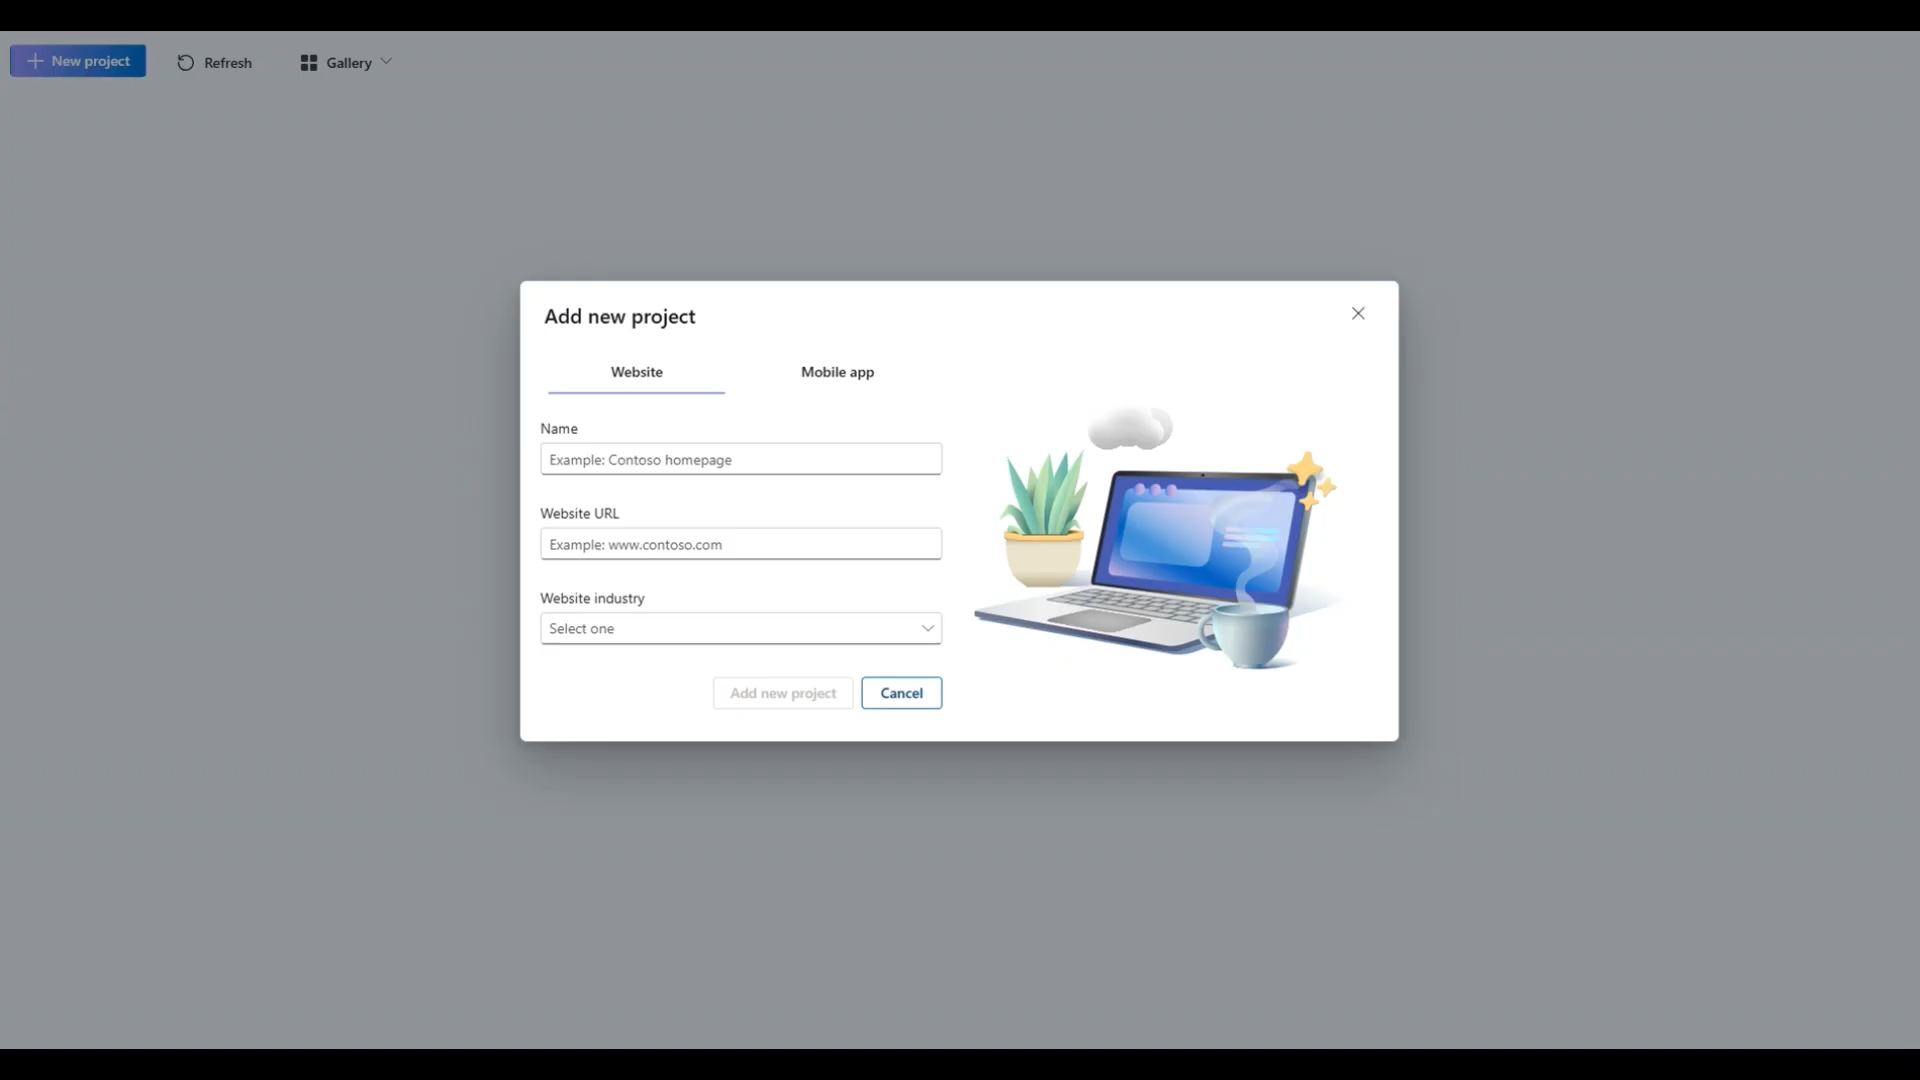 New project
Refresh
Gallery
Add new project
Website
Mobile app
Name
Example: Contoso homepage
Website URL
Example: www.contoso.com
Website industry
Select one
Add new project
Cancel